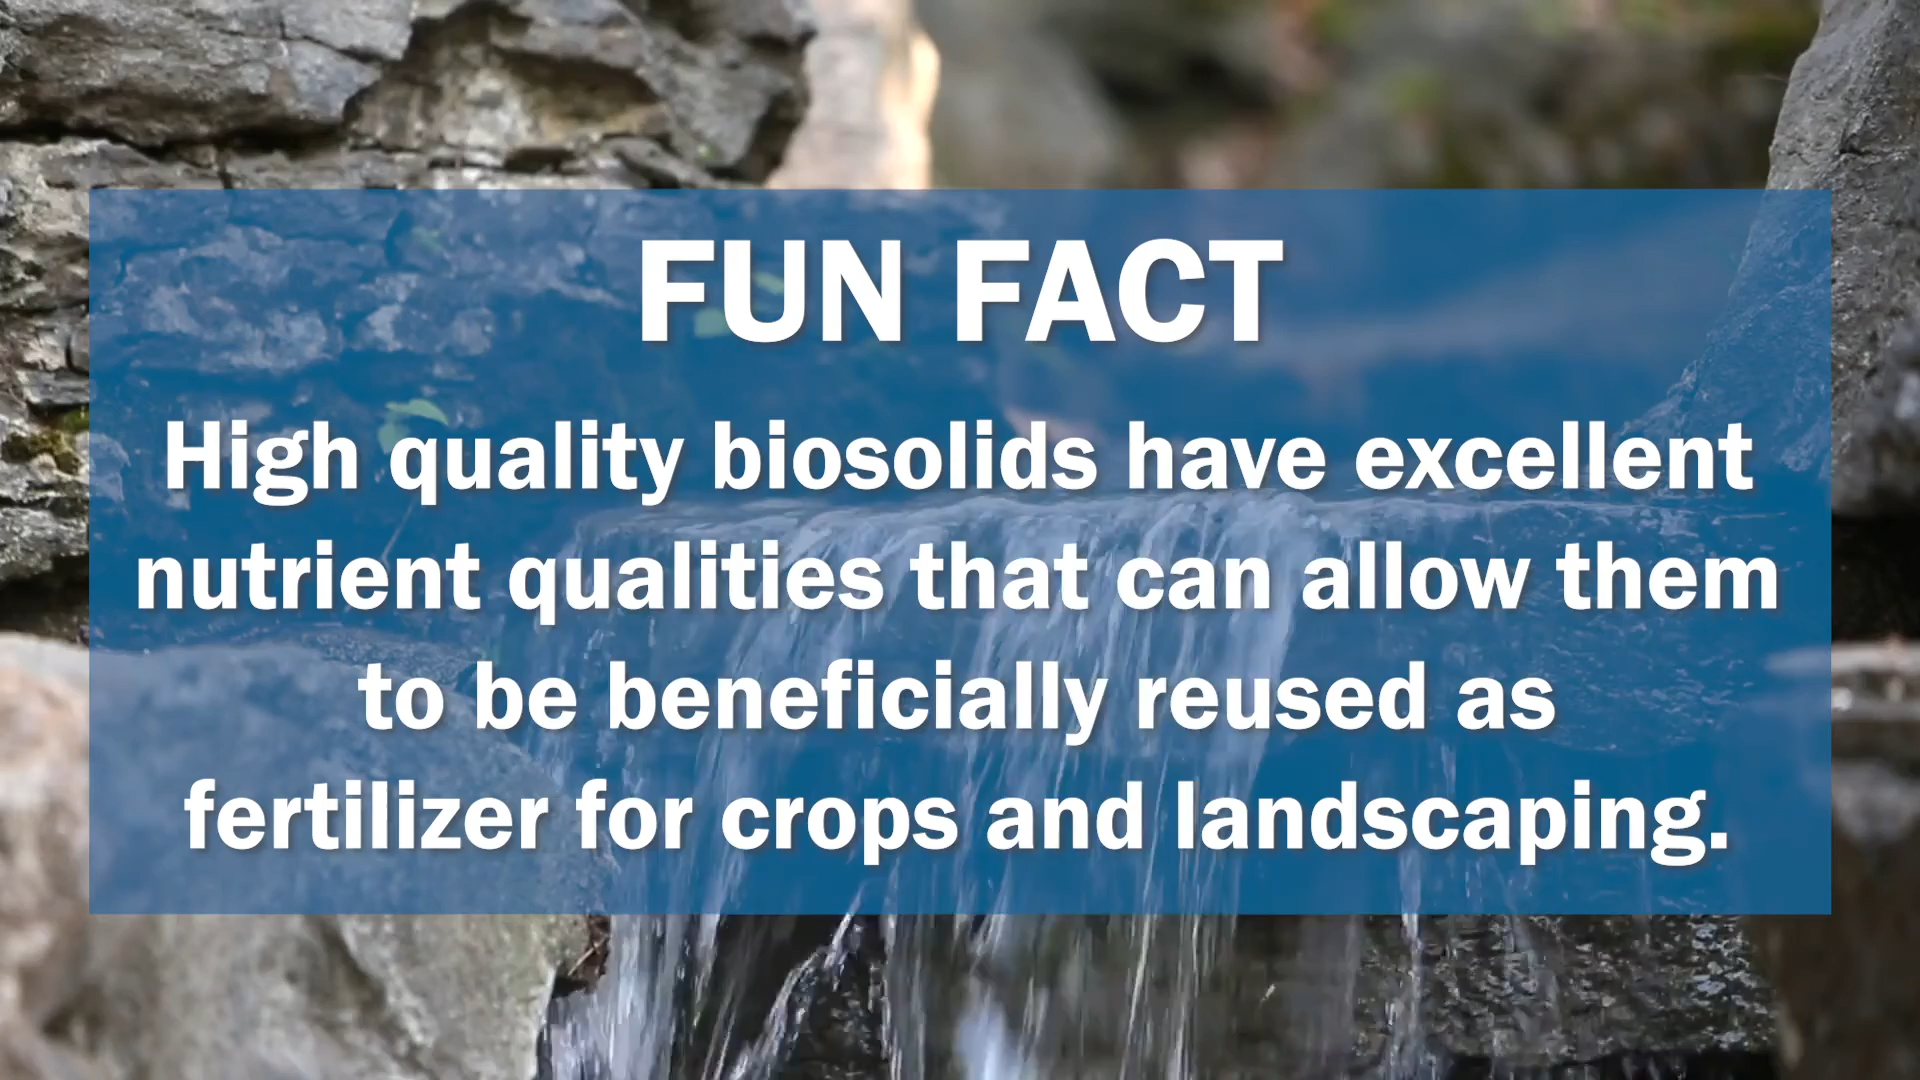 FUN FACT
High quality biosolids have excellent
nutrient qualities that can allow them
to be beneficially reused as
fertilizer for crops and landscaping.